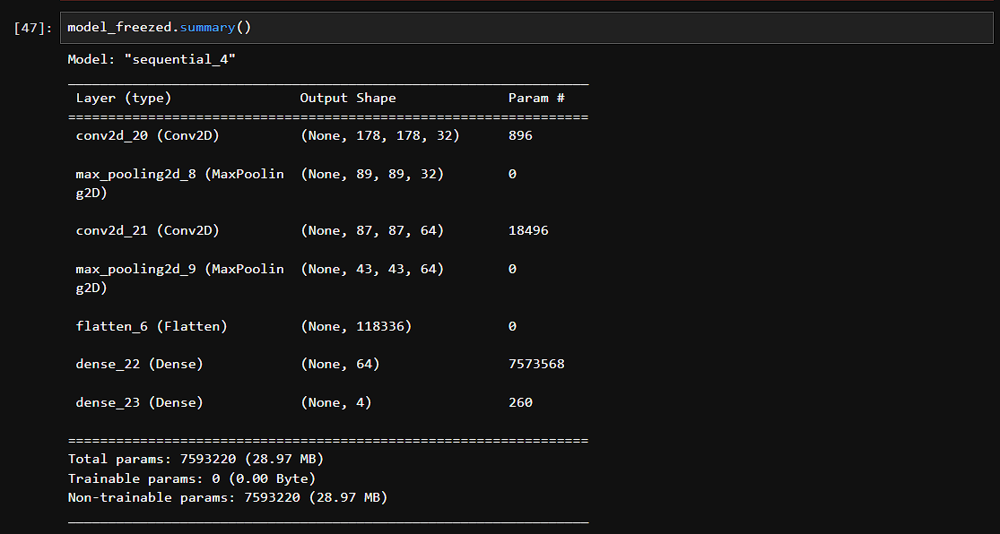 [47]: model_freezed.summary()
Model: "sequential_4"
_________________________________________________________________
Layer (type) Output Shape Param #
=================================================================
conv2d_20 (Conv2D) (None, 178, 178, 32) 896
max_pooling2d_8 (MaxPoolin (None, 89, 89, 32) 0
g2D)
conv2d_21 (Conv2D) (None, 87, 87, 64) 18496
max_pooling2d_9 (MaxPoolin (None, 43, 43, 64) 0
g2D)
flatten_6 (Flatten) (None, 118336) 0
dense_22 (Dense) (None, 64) 7573568
dense_23 (Dense) (None, 4) 260
=================================================================
Total params: 7593220 (28.97 MB)
Trainable params: 0 (0.00 Byte)
Non-trainable params: 7593220 (28.97 MB)
_________________________________________________________________